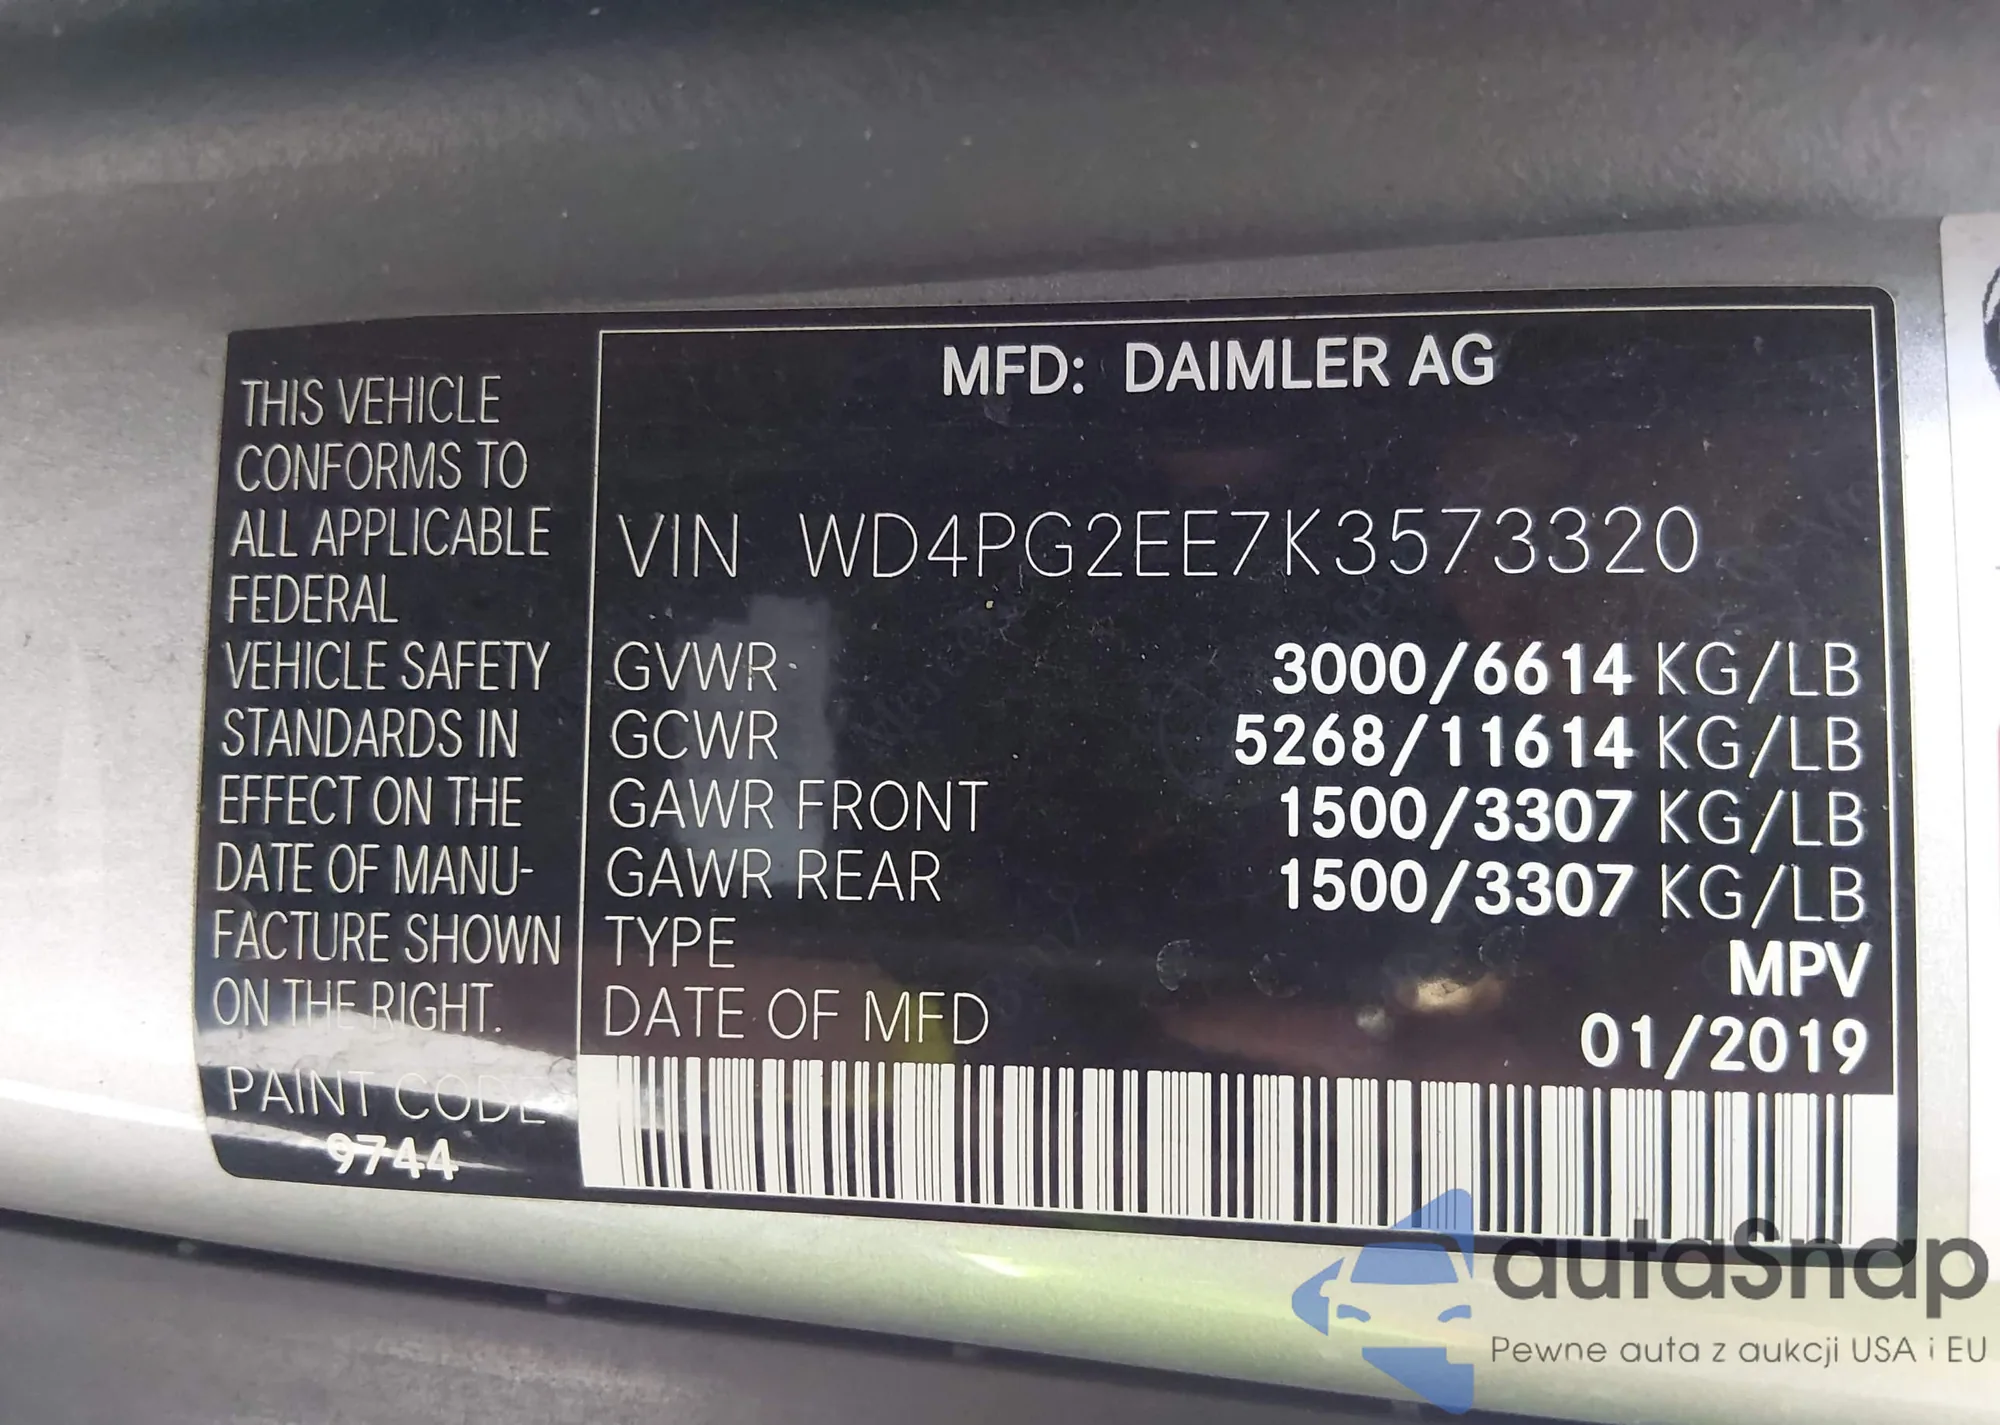 THIS VEHICLE
CONFORMS TO
ALL APPLICABLE
FEDERAL
VEHICLE SAFETY
STANDARDS IN
EFFECT ON THE
DATE OF MANU-
FACTURE SHOWN
ON THE RIGHT.
PAINT CODE
9744
MFD: DAIMLER AG
VIN WD4PG2EE7K3573320
GVWR 3000/6614 KG/LB
GCWR 5268/11614 KG/LB
GAWR FRONT 1500/3307 KG/LB
GAWR REAR 1500/3307 KG/LB
TYPE MPV
DATE OF MFD 01/2019
autaSnap
Pewne auta z aukcji USA i EU